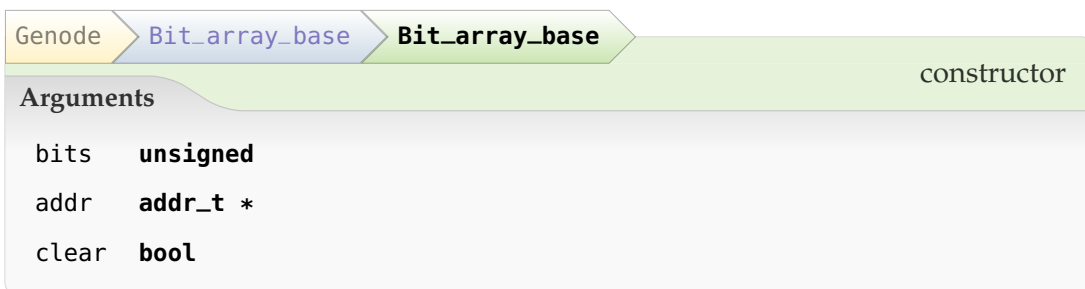 Genode Bit_array_base Bit_array_base
constructor
Arguments
bits unsigned
addr addr_t *
clear bool